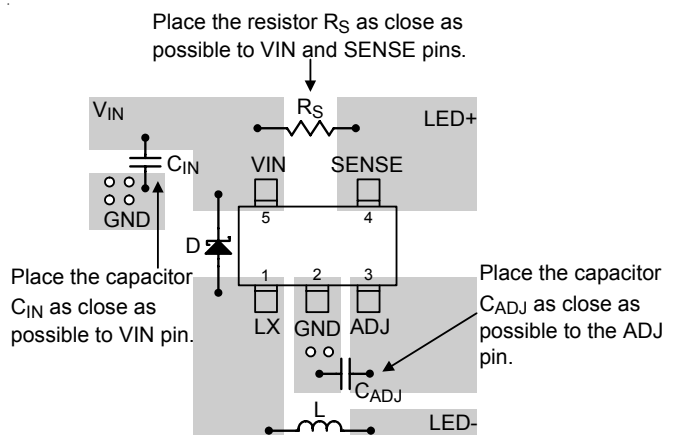 Place the resistor RS as close as
possible to VIN and SENSE pins.
VIN
RS
LED+
CIN
VIN
SENSE
GND
5
4
D
1
2
3
Place the capacitor
CIN as close as
possible to VIN pin.
Place the capacitor
CADJ as close as
possible to the ADJ
pin.
LX
GND
ADJ
CADJ
L
LED-